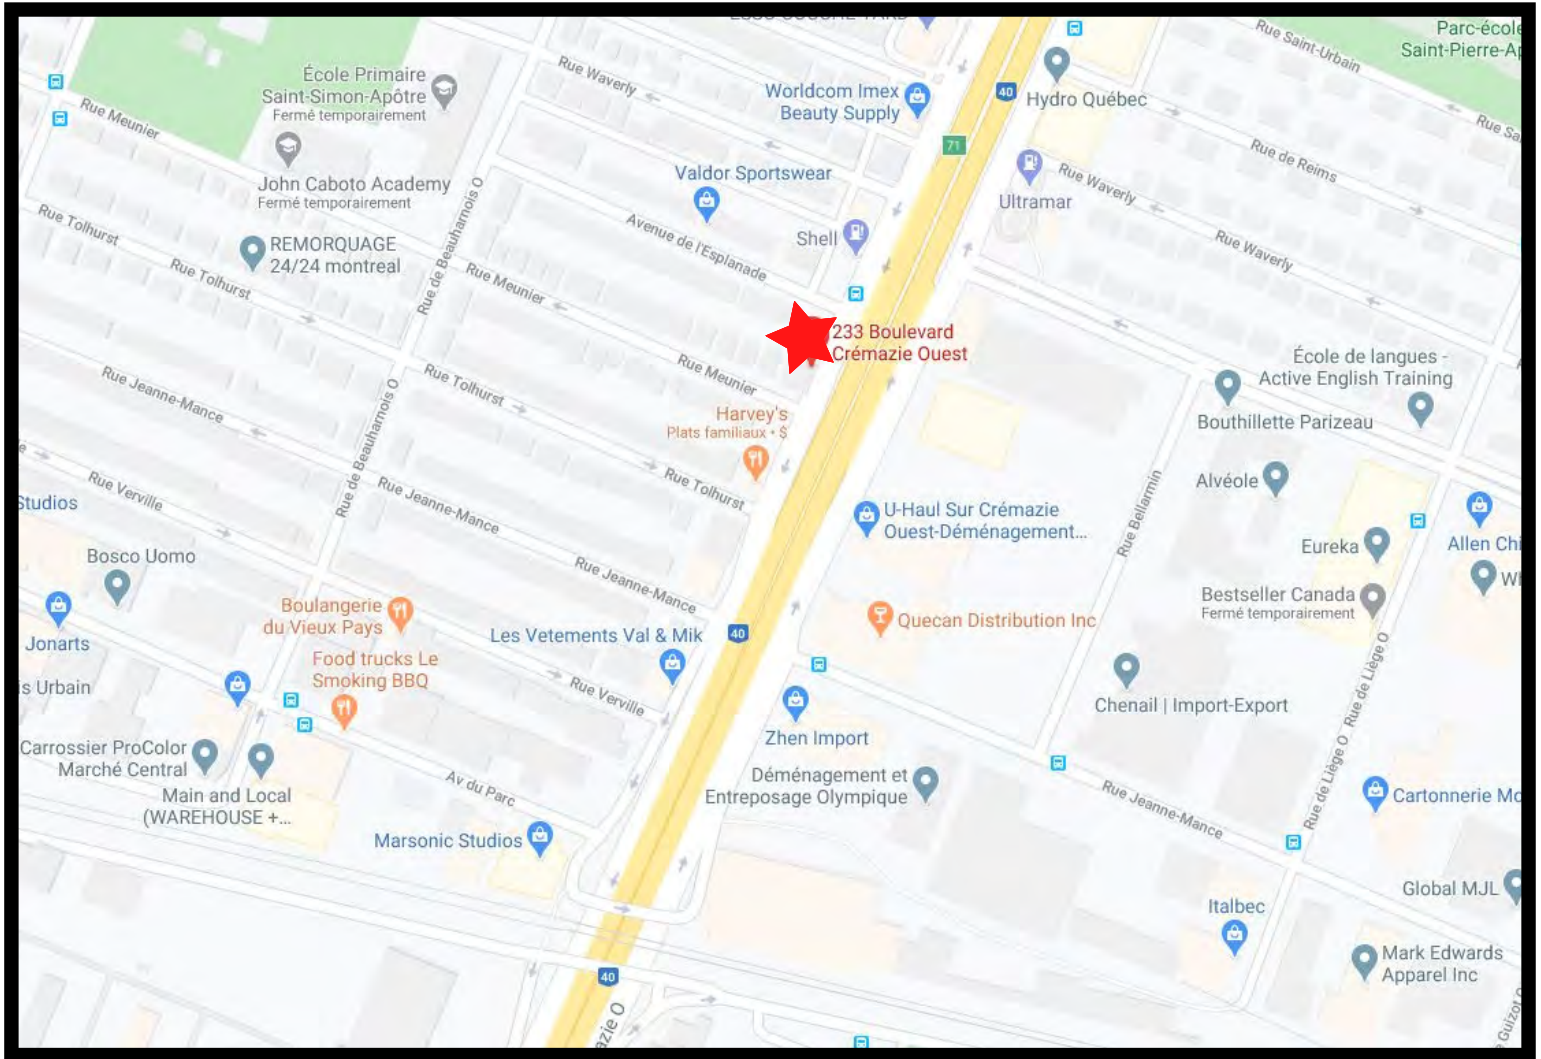 Parc-école
Saint-Pierre-Ap
Rue Saint-Urbain
Rue Waverly
École Primaire
Saint-Simon-Apôtre
Fermé temporairement
Worldcom Imex
Beauty Supply
40
Hydro Québec
Rue Meunier
Rue Sa
71
Rue de Reims
John Caboto Academy
Fermé temporairement
Valdor Sportswear
Ultramar
Rue Waverly
Rue Tolhurst
REMORQUAGE
24/24 montreal
Rue de Beauharnois O
Avenue de l'Esplanade
Shell
Rue Waverly
Rue Tolhurst
Rue Meunier
233 Boulevard
Crémazie Ouest
École de langues -
Active English Training
Rue Meunier
Rue Jeanne-Mance
Rue Tolhurst
Bouthillette Parizeau
Harvey's
Plats familiaux • $
Rue de Beauharnois O
Rue Tolhurst
Alvéole
Rue Verville
Studios
Rue Jeanne-Mance
U-Haul Sur Crémazie
Ouest-Déménagement...
Rue Bellarmin
Eureka
Allen Chi
Bosco Uomo
Rue Jeanne-Mance
Bestseller Canada
Fermé temporairement
Boulangerie
du Vieux Pays
Les Vetements Val & Mik
40
Quecan Distribution Inc
Jonarts
Food trucks Le
Smoking BBQ
Rue de Liège O
Rue de Liège O
is Urbain
Rue Verville
Chenail | Import-Export
Carrossier ProColor
Marché Central
Zhen Import
Main and Local
(WAREHOUSE +...
Av du Parc
Déménagement et
Entreposage Olympique
Rue Jeanne-Mance
Cartonnerie Mo
Marsonic Studios
Global MJL
Italbec
40
Mark Edwards
Apparel Inc
azie O
e Guizot O